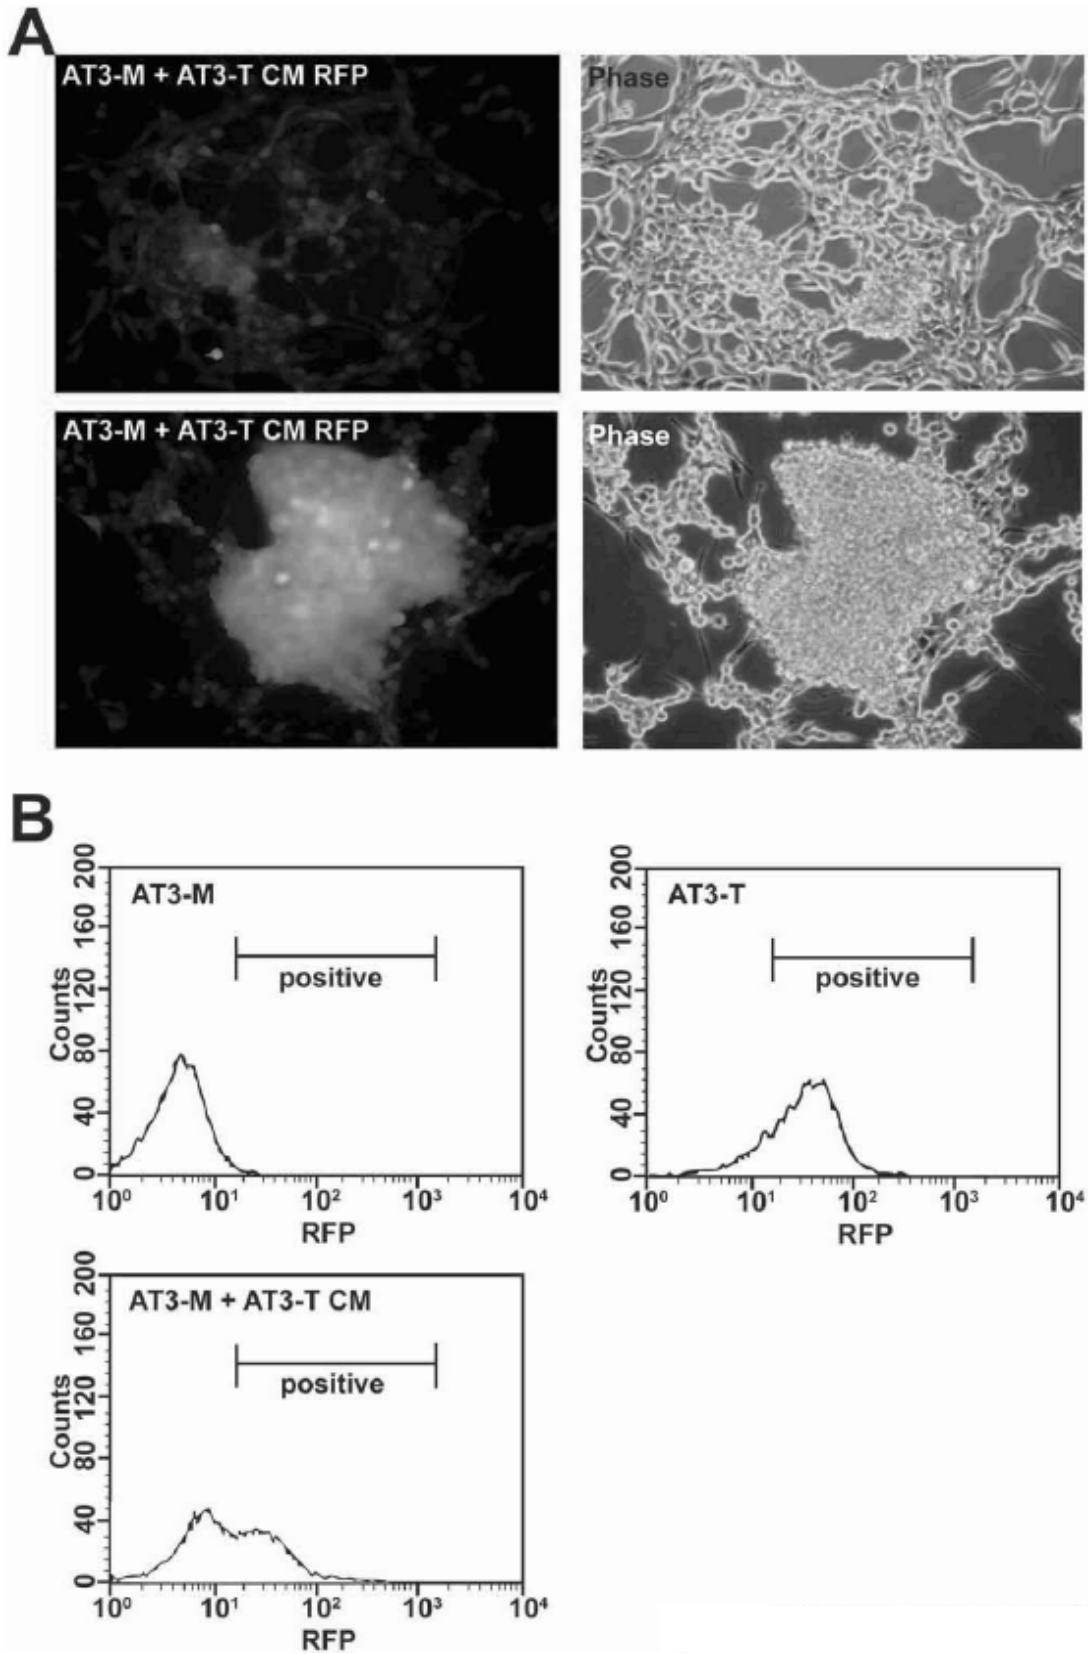 A
AT3-M + AT3-T CM RFP
Phase
AT3-M + AT3-T CM RFP
Phase
B
200
160
120
80
40
0
Counts
AT3-M
positive
10⁰ 10¹ 10² 10³ 10⁴
RFP
200
160
120
80
40
0
Counts
AT3-T
positive
10⁰ 10¹ 10² 10³ 10⁴
RFP
200
160
120
80
40
0
Counts
AT3-M + AT3-T CM
positive
10⁰ 10¹ 10² 10³ 10⁴
RFP